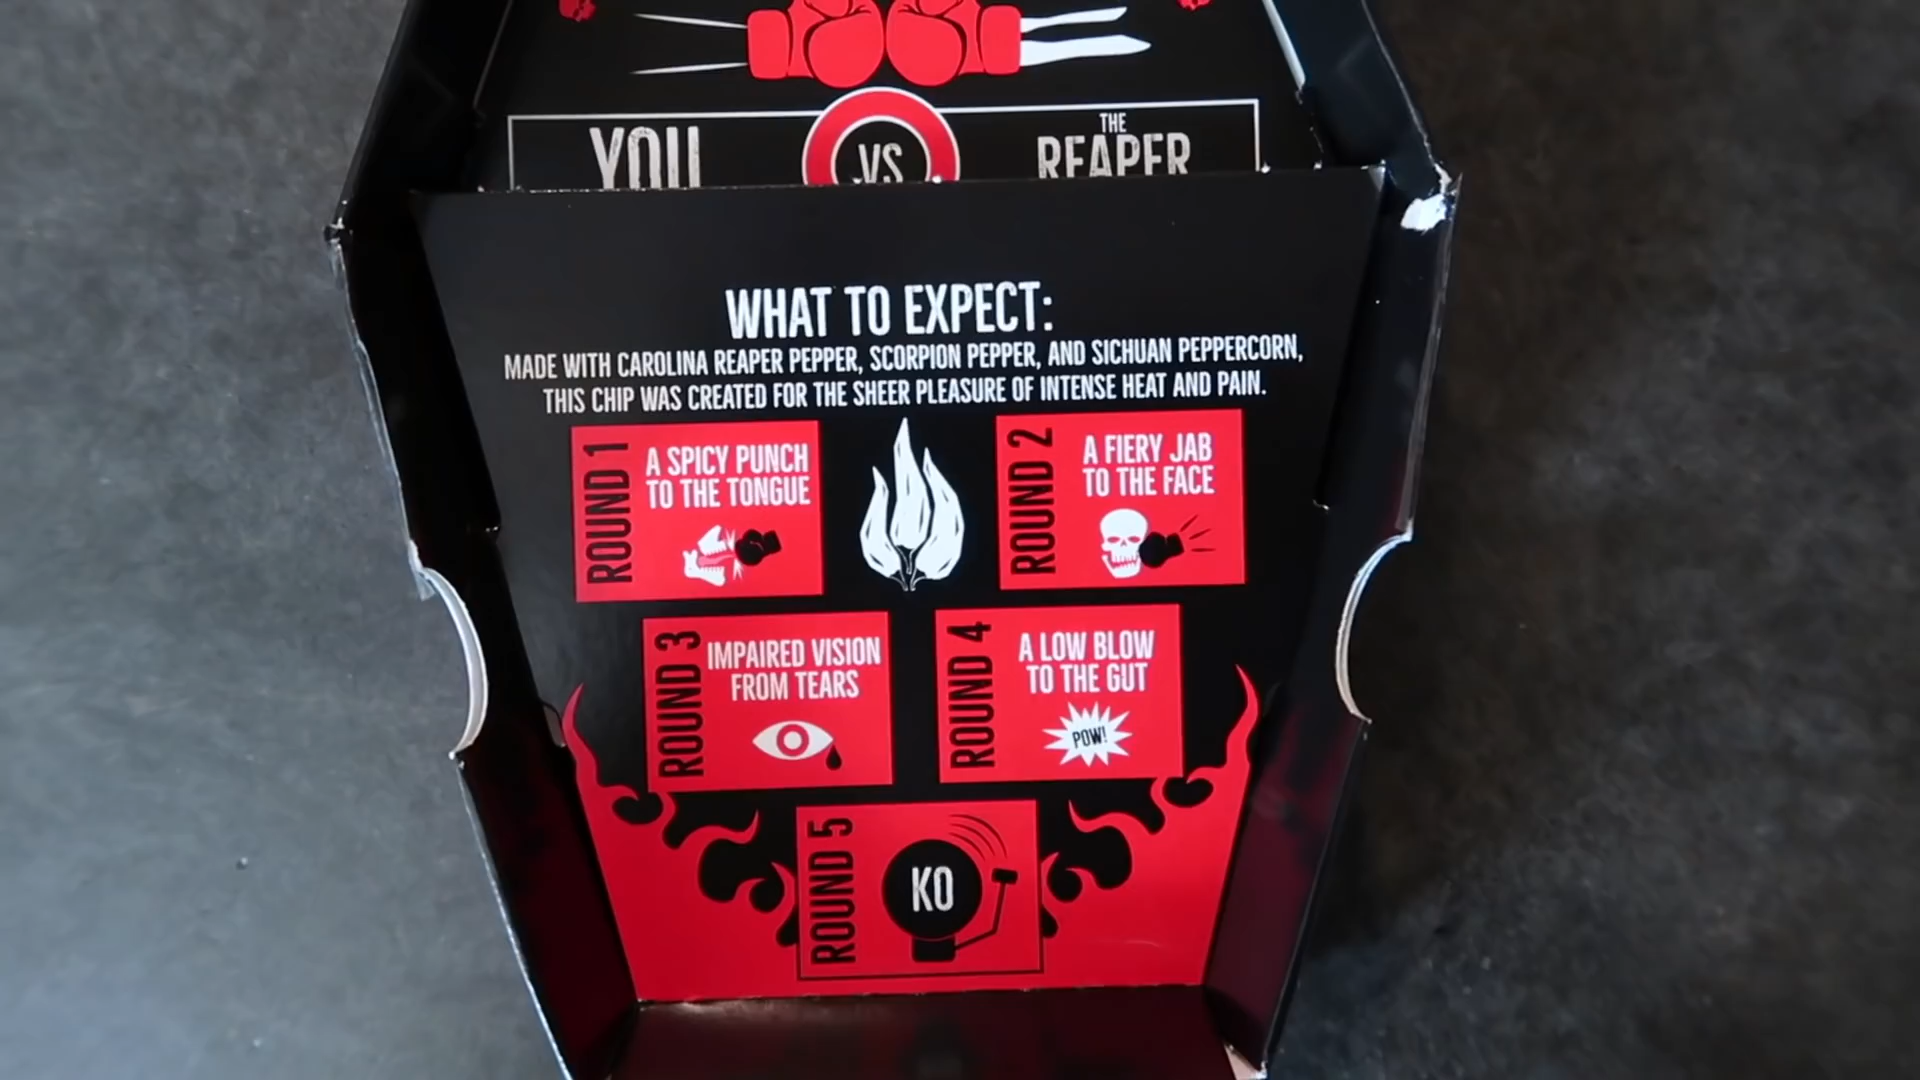 YOU
VS
THE
REAPER
WHAT TO EXPECT:
MADE WITH CAROLINA REAPER PEPPER, SCORPION PEPPER, AND SICHUAN PEPPERCORN,
THIS CHIP WAS CREATED FOR THE SHEER PLEASURE OF INTENSE HEAT AND PAIN.
ROUND 1
A SPICY PUNCH
TO THE TONGUE
ROUND 2
A FIERY JAB
TO THE FACE
ROUND 3
IMPAIRED VISION
FROM TEARS
ROUND 4
A LOW BLOW
TO THE GUT
POW!
ROUND 5
KO